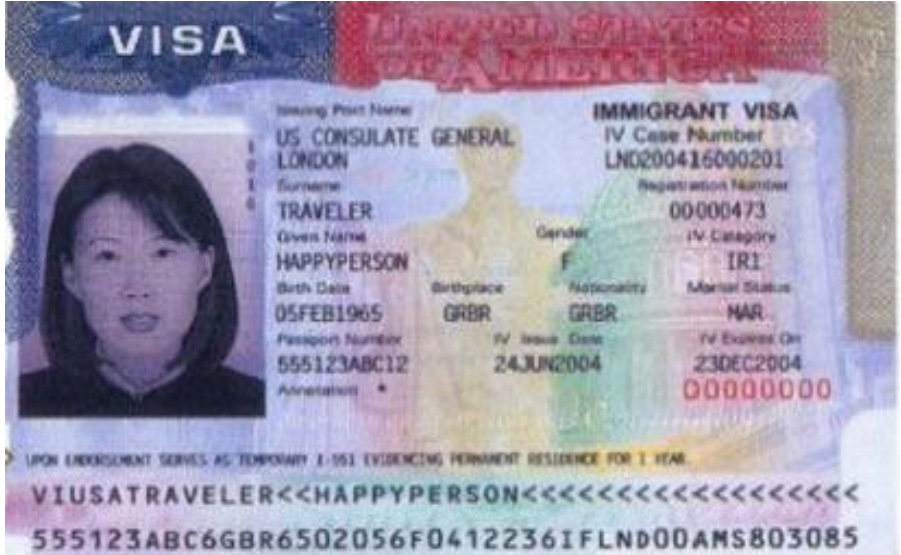 VISA
UNITED STATES
OF AMERICA
Issuing Post Name IMMIGRANT VISA
US CONSULATE GENERAL IV Case Number
LONDON LND200416000201
Surname Registration Number
TRAVELER 00000473
Given Name Gender IV Category
HAPPYPERSON F IR1
Birth Date Birthplace Nationality Marital Status
05FEB1965 GRBR GRBR MAR
Passport Number IV Issue Date IV Expires On
555123ABC12 24JUN2004 23DEC2004
Annotation * 00000000
UPON ENDORSEMENT SERVES AS TEMPORARY I-551 EVIDENCING PERMANENT RESIDENCE FOR 1 YEAR.
VIUSATRAVELER<<HAPPYPERSON<<<<<<<<<<<<<<<<<<
555123ABC6GBR6502056F0412236IFLND00AMS803085